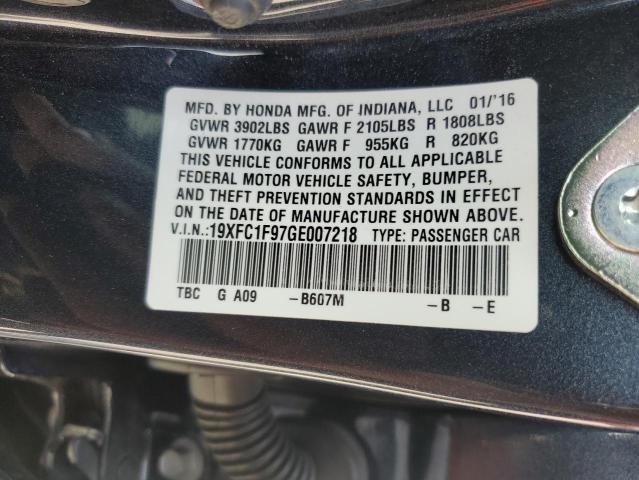 MFD. BY HONDA MFG. OF INDIANA, LLC 01/'16
GVWR 3902LBS GAWR F 2105LBS R 1808LBS
GVWR 1770KG GAWR F 955KG R 820KG
THIS VEHICLE CONFORMS TO ALL APPLICABLE
FEDERAL MOTOR VEHICLE SAFETY, BUMPER,
AND THEFT PREVENTION STANDARDS IN EFFECT
ON THE DATE OF MANUFACTURE SHOWN ABOVE.
V.I.N.:19XFC1F97GE007218 TYPE: PASSENGER CAR
TBC G A09 -B607M -B -E